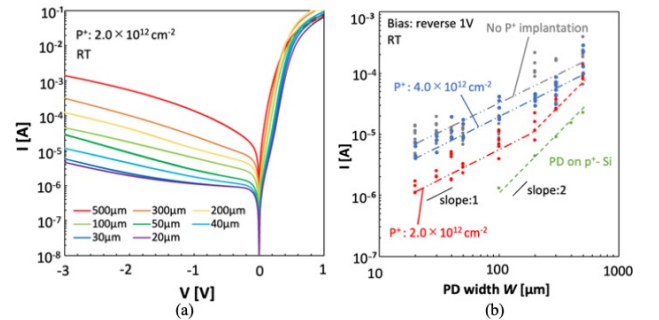 P⁺: 2.0 × 10¹² cm⁻²
RT
10⁻¹
10⁻²
10⁻³
10⁻⁴
10⁻⁵
10⁻⁶
10⁻⁷
10⁻⁸
I [A]
500μm 300μm 200μm
100μm 50μm 40μm
30μm 20μm
-3 -2 -1 0 1
V [V]
(a)
Bias: reverse 1V
RT
No P⁺ implantation
P⁺: 4.0 × 10¹² cm⁻²
PD on p⁺- Si
slope:1
slope:2
P⁺: 2.0 × 10¹² cm⁻²
10⁻³
10⁻⁴
10⁻⁵
10⁻⁶
10⁻⁷
I [A]
10 100 1000
PD width W [μm]
(b)